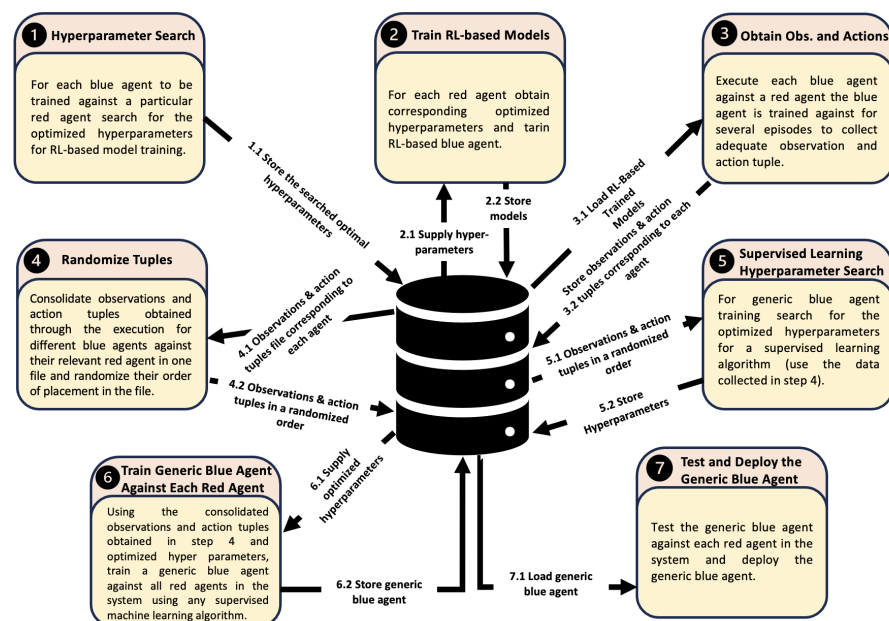 1 Hyperparameter Search
For each blue agent to be
trained against a particular
red agent search for the
optimized hyperparameters
for RL-based model training.
2 Train RL-based Models
For each red agent obtain
corresponding optimized
hyperparameters and tarin
RL-based blue agent.
3 Obtain Obs. and Actions
Execute each blue agent
against a red agent the blue
agent is trained against for
several episodes to collect
adequate observation and
action tuple.
1.1 Store the searched optimal
hyperparameters
2.1 Supply hyper-
parameters
2.2 Store
models
3.1 Load RL-Based
Trained
Models
Store observations & action
3.2 tuples corresponding to each
agent
4 Randomize Tuples
Consolidate observations and
action tuples obtained
through the execution for
different blue agents against
their relevant red agent in one
file and randomize their order
of placement in the file.
4.1 Observations & action
tuples file corresponding to
each agent
4.2 Observations & action
tuples in a randomized
order
5 Supervised Learning
Hyperparameter Search
For generic blue agent
training search for the
optimized hyperparameters
for a supervised learning
algorithm (use the data
collected in step 4).
5.1 Observations & action
tuples in a randomized
order
5.2 Store
Hyperparameters
6 Train Generic Blue Agent
Against Each Red Agent
Using the consolidated
observations and action tuples
obtained in step 4 and
optimized hyper parameters,
train a generic blue agent
against all red agents in the
system using any supervised
machine learning algorithm.
6.1 Supply
optimized
hyperparameters
6.2 Store generic
blue agent
7.1 Load generic
blue agent
7 Test and Deploy the
Generic Blue Agent
Test the generic blue agent
against each red agent in the
system and deploy the
generic blue agent.